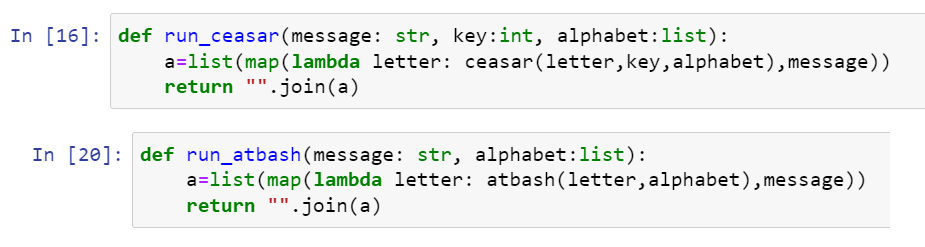 In [16]: def run_ceasar(message: str, key:int, alphabet:list):
    a=list(map(lambda letter: ceasar(letter,key,alphabet),message))
    return "".join(a)
In [20]: def run_atbash(message: str, alphabet:list):
    a=list(map(lambda letter: atbash(letter,alphabet),message))
    return "".join(a)